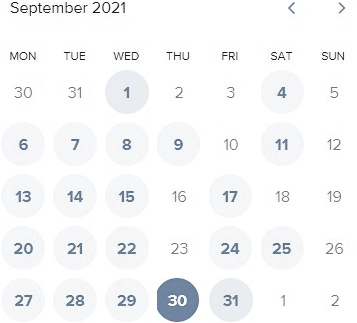 September 2021
MON TUE WED THU FRI SAT SUN
30 31 1 2 3 4 5
6 7 8 9 10 11 12
13 14 15 16 17 18 19
20 21 22 23 24 25 26
27 28 29 30 31 1 2